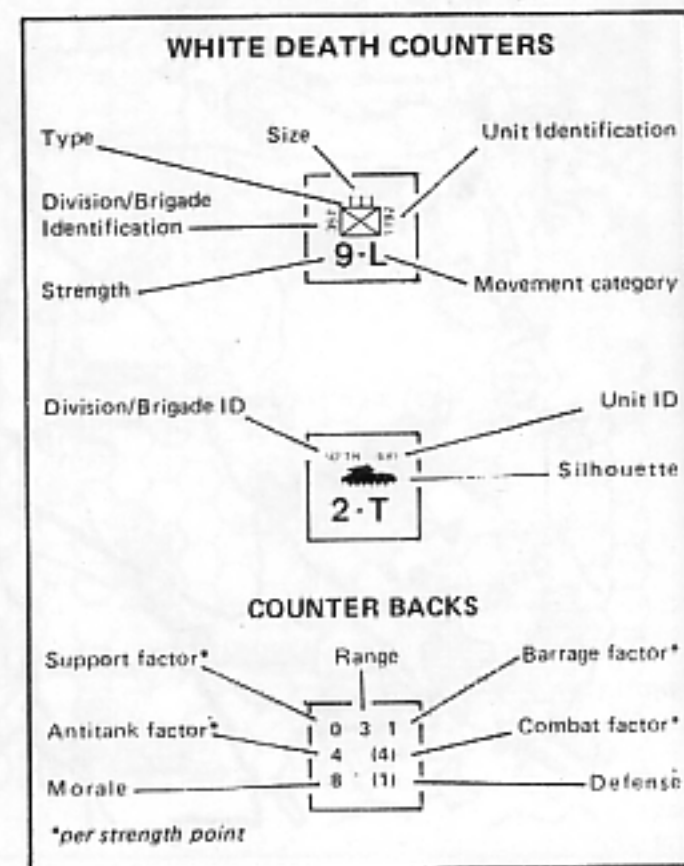 WHITE DEATH COUNTERS
Type
Size
Unit Identification
Division/Brigade
Identification
9-L
Strength
Movement category
Division/Brigade ID
Unit ID
Silhouette
2-T
COUNTER BACKS
Support factor*
Range
Barrage factor*
0 3 1
Antitank factor*
4 (4)
Combat factor*
Morale
8 (1)
Defense
*per strength point